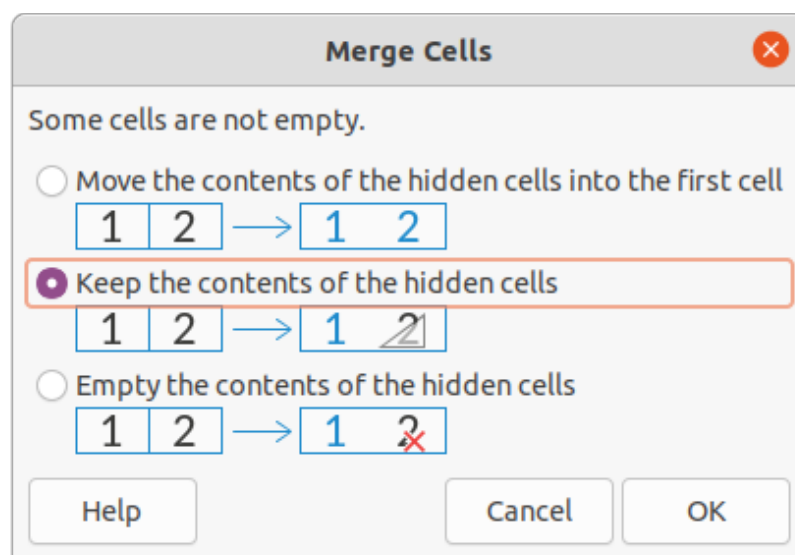 Merge Cells
Some cells are not empty.
Move the contents of the hidden cells into the first cell
1 2 1 2
Keep the contents of the hidden cells
1 2 1 2
Empty the contents of the hidden cells
1 2 1 2
Help Cancel OK